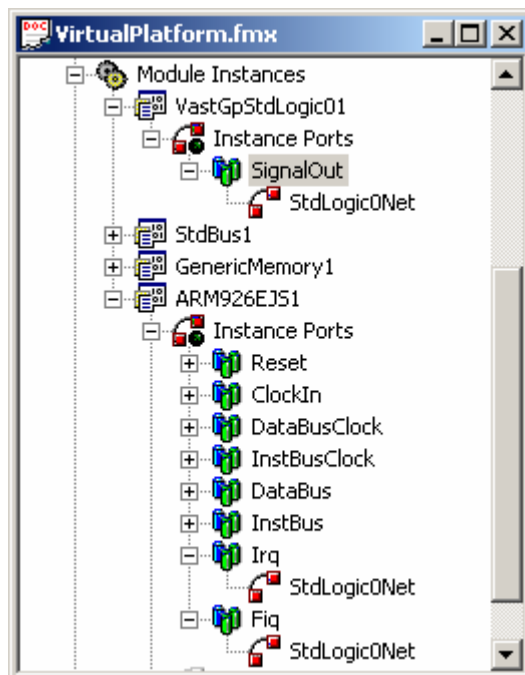 DOC
VirtualPlatform.fmx
Module Instances
VastGpStdLogic01
Instance Ports
SignalOut
StdLogic0Net
StdBus1
GenericMemory1
ARM926EJS1
Instance Ports
Reset
ClockIn
DataBusClock
InstBusClock
DataBus
InstBus
Irq
StdLogic0Net
Fiq
StdLogic0Net